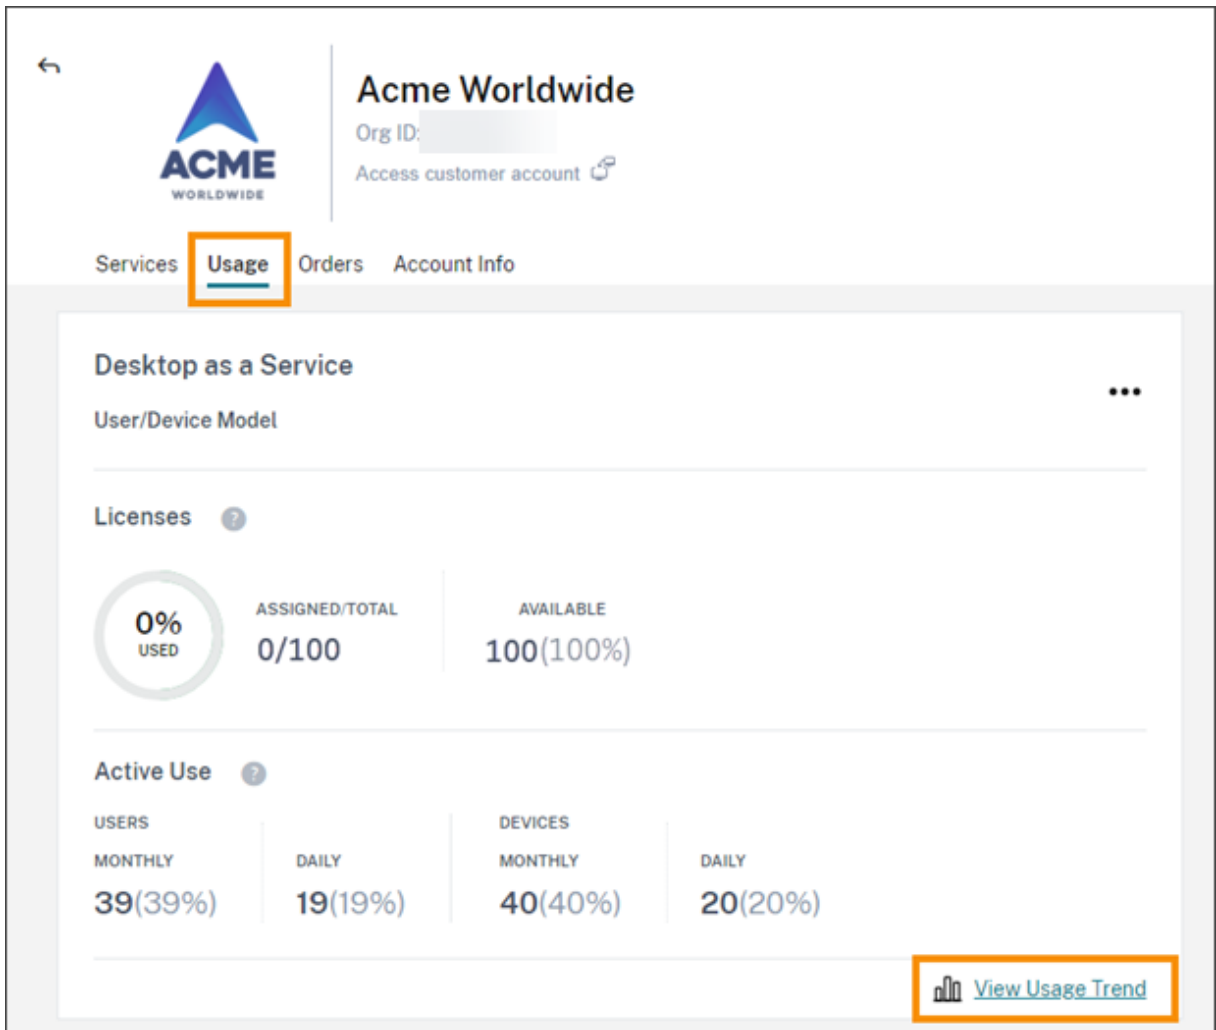 ACME
WORLDWIDE
Acme Worldwide
Org ID:
Access customer account
Services Usage Orders Account Info
Desktop as a Service
User/Device Model
Licenses ?
0%
USED
ASSIGNED/TOTAL AVAILABLE
0/100 100(100%)
Active Use ?
USERS DEVICES
MONTHLY DAILY MONTHLY DAILY
39(39%) 19(19%) 40(40%) 20(20%)
View Usage Trend